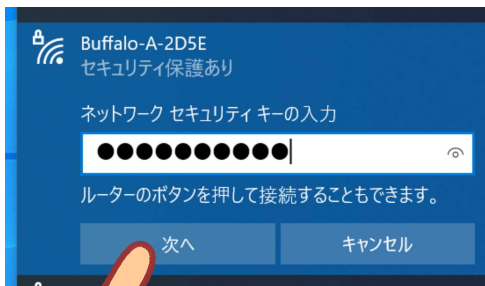 Buffalo-A-2D5E
セキュリティ保護あり
ネットワーク セキュリティ キーの入力
●●●●●●●●●●
ルーターのボタンを押して接続することもできます。
次へ
キャンセル